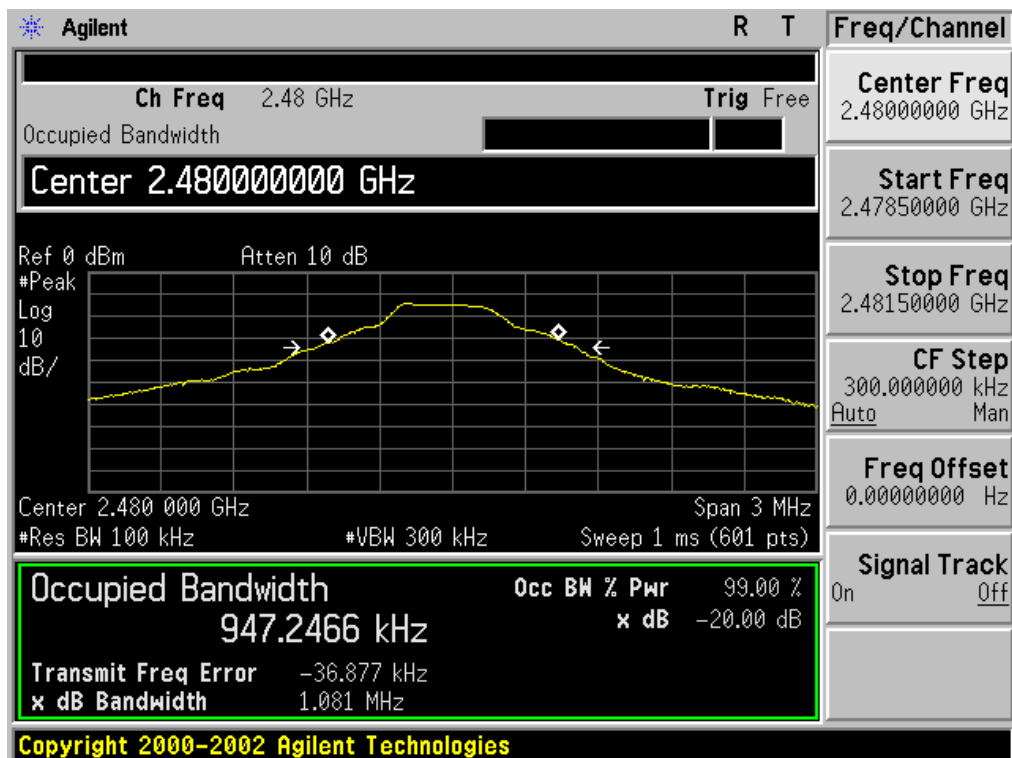 Agilent R T
Ch Freq 2.48 GHz Trig Free
Occupied Bandwidth
Center 2.480000000 GHz
Ref 0 dBm Atten 10 dB
#Peak
Log
10
dB/
Center 2.480 000 GHz Span 3 MHz
#Res BW 100 kHz #VBW 300 kHz Sweep 1 ms (601 pts)
Occupied Bandwidth Occ BW % Pwr 99.00 %
947.2466 kHz x dB -20.00 dB
Transmit Freq Error -36.877 kHz
x dB Bandwidth 1.081 MHz
Copyright 2000-2002 Agilent Technologies
Freq/Channel
Center Freq
2.48000000 GHz
Start Freq
2.47850000 GHz
Stop Freq
2.48150000 GHz
CF Step
300.000000 kHz
Auto Man
Freq Offset
0.00000000 Hz
Signal Track
On Off